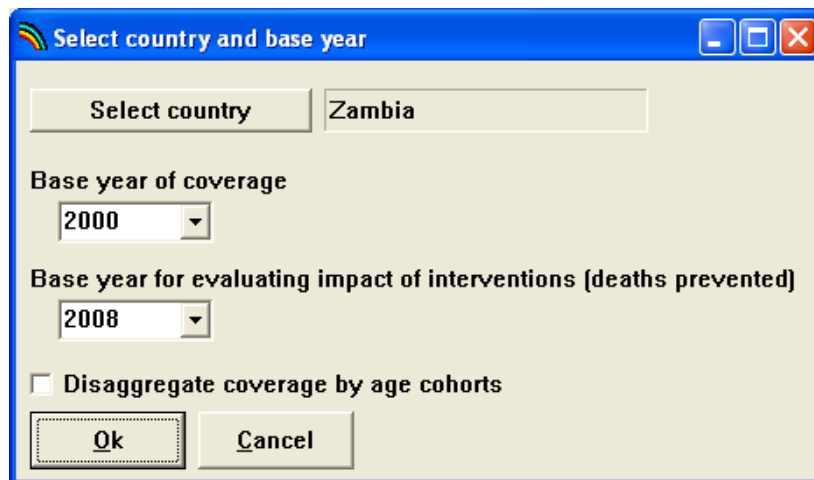 Select country and base year
Select country Zambia
Base year of coverage
2000
Base year for evaluating impact of interventions (deaths prevented)
2008
Disaggregate coverage by age cohorts
Ok Cancel